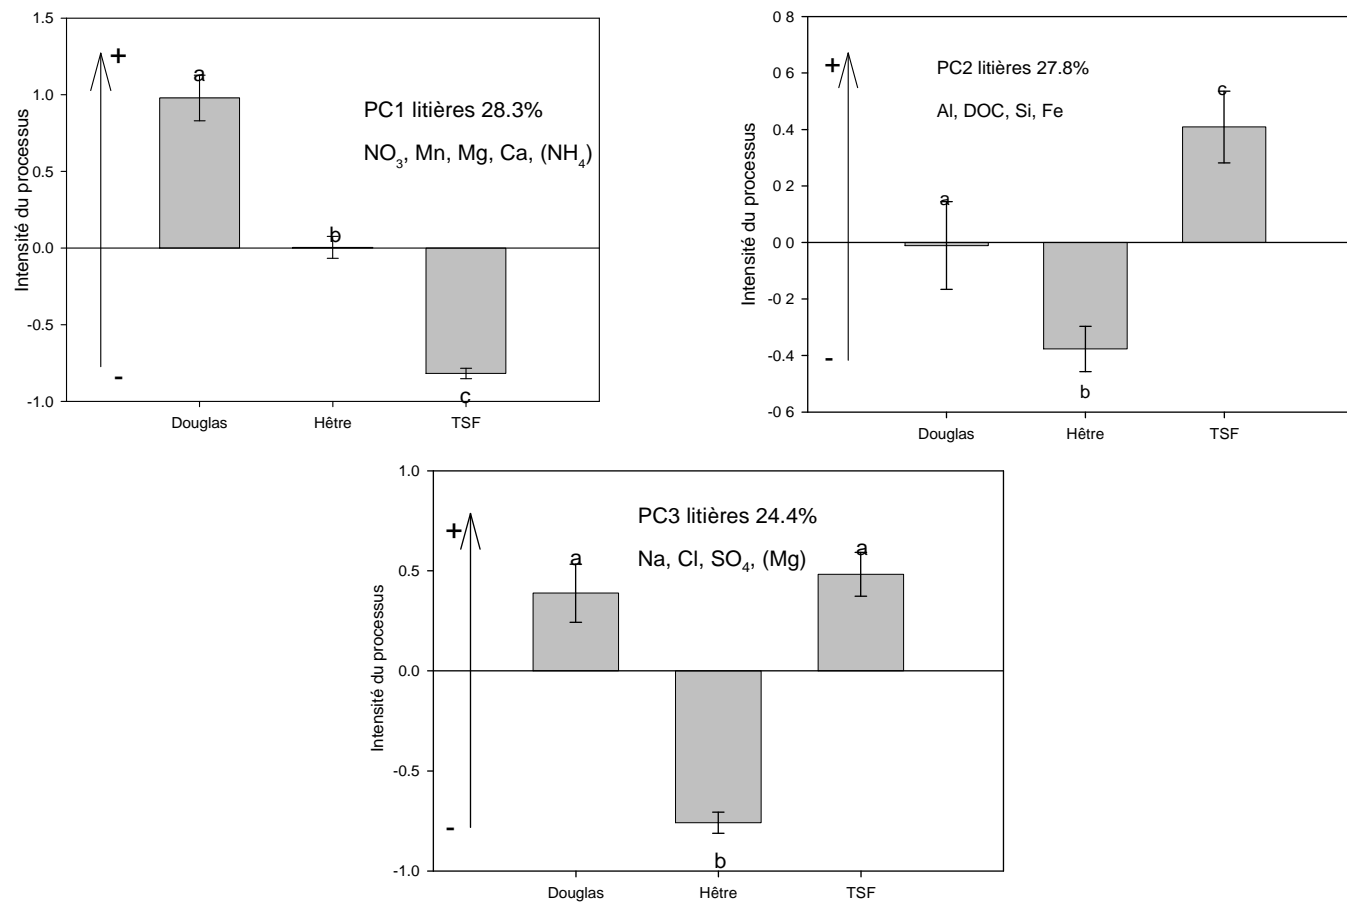 1.5
1.0
0.5
0.0
-0.5
-1.0
Intensité du processus
+
-
a
b
c
PC1 litières 28.3%
NO3, Mn, Mg, Ca, (NH4)
Douglas Hêtre TSF
0 8
0 6
0.4
0 2
0 0
-0 2
-0.4
-0 6
Intensité du processus
+
-
a
b
c
PC2 litières 27.8%
Al, DOC, Si, Fe
Douglas Hêtre TSF
1.0
0.5
0.0
-0.5
-1.0
Intensité du processus
+
-
a
b
a
PC3 litières 24.4%
Na, Cl, SO4, (Mg)
Douglas Hêtre TSF